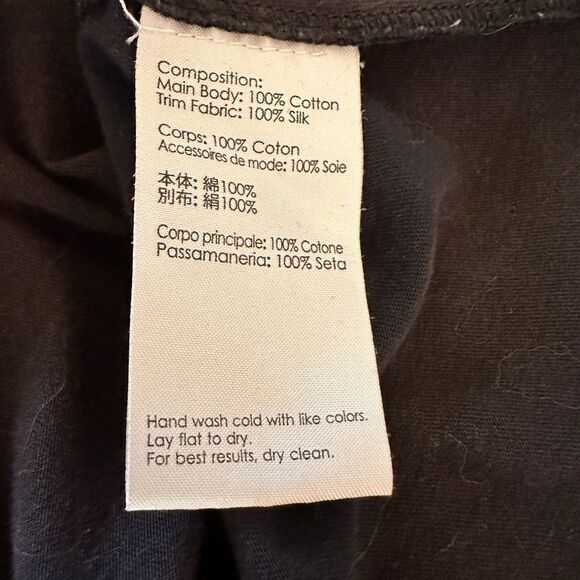 Composition:
Main Body: 100% Cotton
Trim Fabric: 100% Silk
Corps: 100% Coton
Accessoires de mode: 100% Soie
本体: 綿100%
別布: 絹100%
Corpo principale: 100% Cotone
Passamaneria: 100% Seta
Hand wash cold with like colors.
Lay flat to dry.
For best results, dry clean.